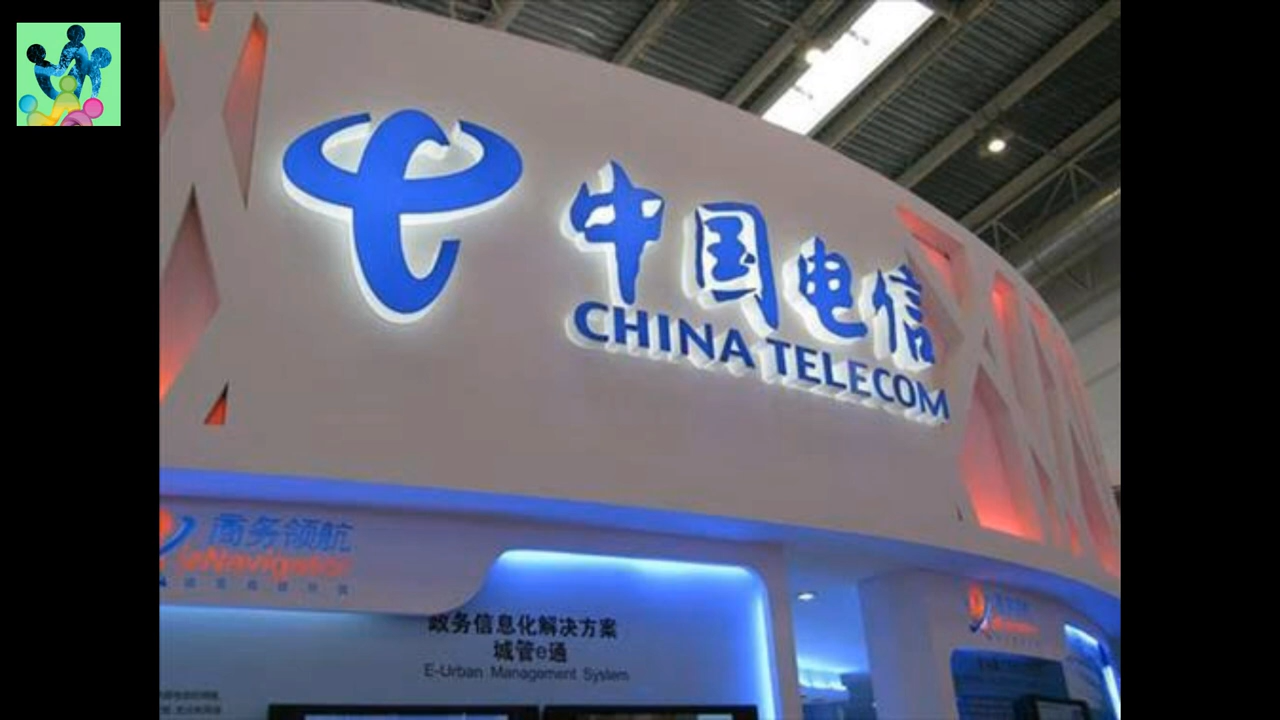 中国电信
CHINA TELECOM
商务领航
政务信息化解决方案
城管e通
E-Urban Management System